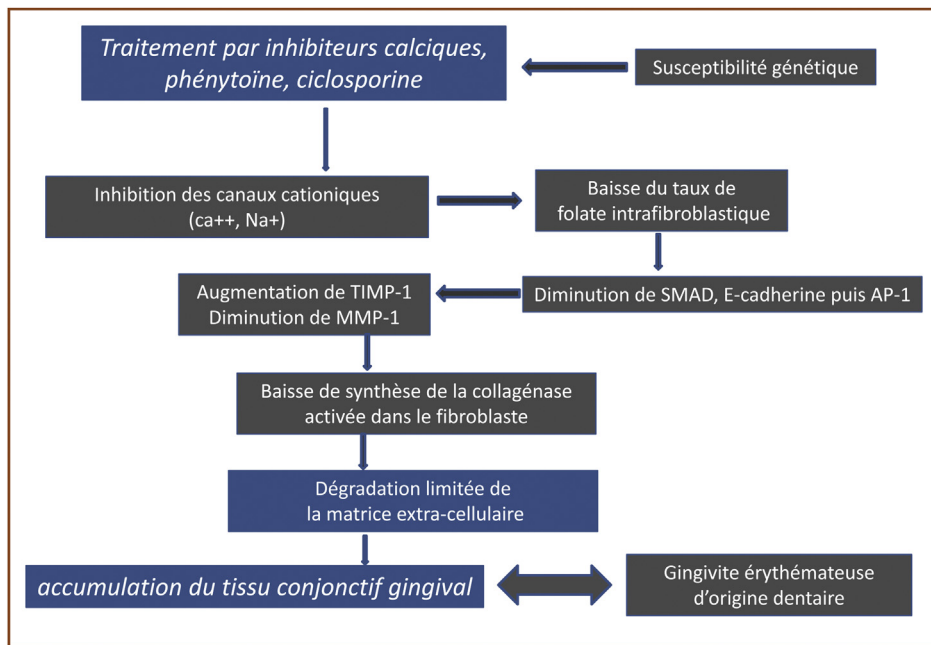 Traitement par inhibiteurs calciques,
phénytoïne, ciclosporine
Susceptibilité génétique
Inhibition des canaux cationiques
(ca++, Na+)
Baisse du taux de
folate intrafibroblastique
Diminution de SMAD, E-cadherine puis AP-1
Augmentation de TIMP-1
Diminution de MMP-1
Baisse de synthèse de la collagénase
activée dans le fibroblaste
Dégradation limitée de
la matrice extra-cellulaire
accumulation du tissu conjonctif gingival
Gingivite érythémateuse
d’origine dentaire